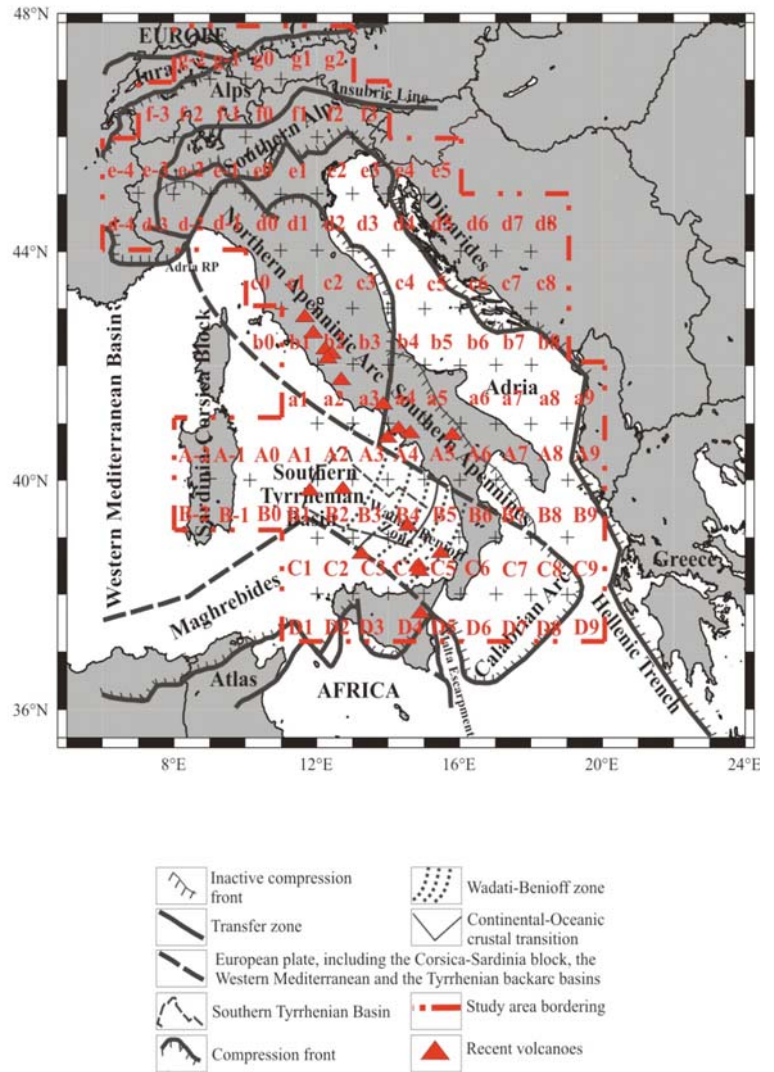 48°N
44°N
40°N
36°N
8°E 12°E 16°E 20°E 24°E
EUROPE
Jura
Alps
Insubric Line
Southern Alps
Dinarides
Northern Apenninic Arc
Southern Apennines
Adria RP
Adria
Western Mediterranean Basin
Sardinia Corsica Block
Southern
Tyrrhenian
Basin
Wadati Benioff
zone
Maghrebides
Calabrian Arc
Greece
Hellenic Trench
Atlas
AFRICA
Malta Escarpment
g-2 g-1 g0 g1 g2
f-3 f-2 f-1 f0 f1 f2 f3
e-4 e-3 e-2 e-1 e0 e1 e2 e3 e4 e5
d-4 d-3 d-2 d-1 d0 d1 d2 d3 d4 d5 d6 d7 d8
c0 c1 c2 c3 c4 c5 c6 c7 c8
b0 b1 b2 b3 b4 b5 b6 b7 b8
a1 a2 a3 a4 a5 a6 a7 a8 a9
A-2 A-1 A0 A1 A2 A3 A4 A5 A6 A7 A8 A9
B-2 B-1 B0 B1 B2 B3 B4 B5 B6 B7 B8 B9
C1 C2 C3 C4 C5 C6 C7 C8 C9
D1 D2 D3 D4 D5 D6 D7 D8 D9
Inactive compression
front
Transfer zone
European plate, including the Corsica-Sardinia block, the
Western Mediterranean and the Tyrrhenian backarc basins
Southern Tyrrhenian Basin
Compression front
Wadati-Benioff zone
Continental-Oceanic
crustal transition
Study area bordering
Recent volcanoes